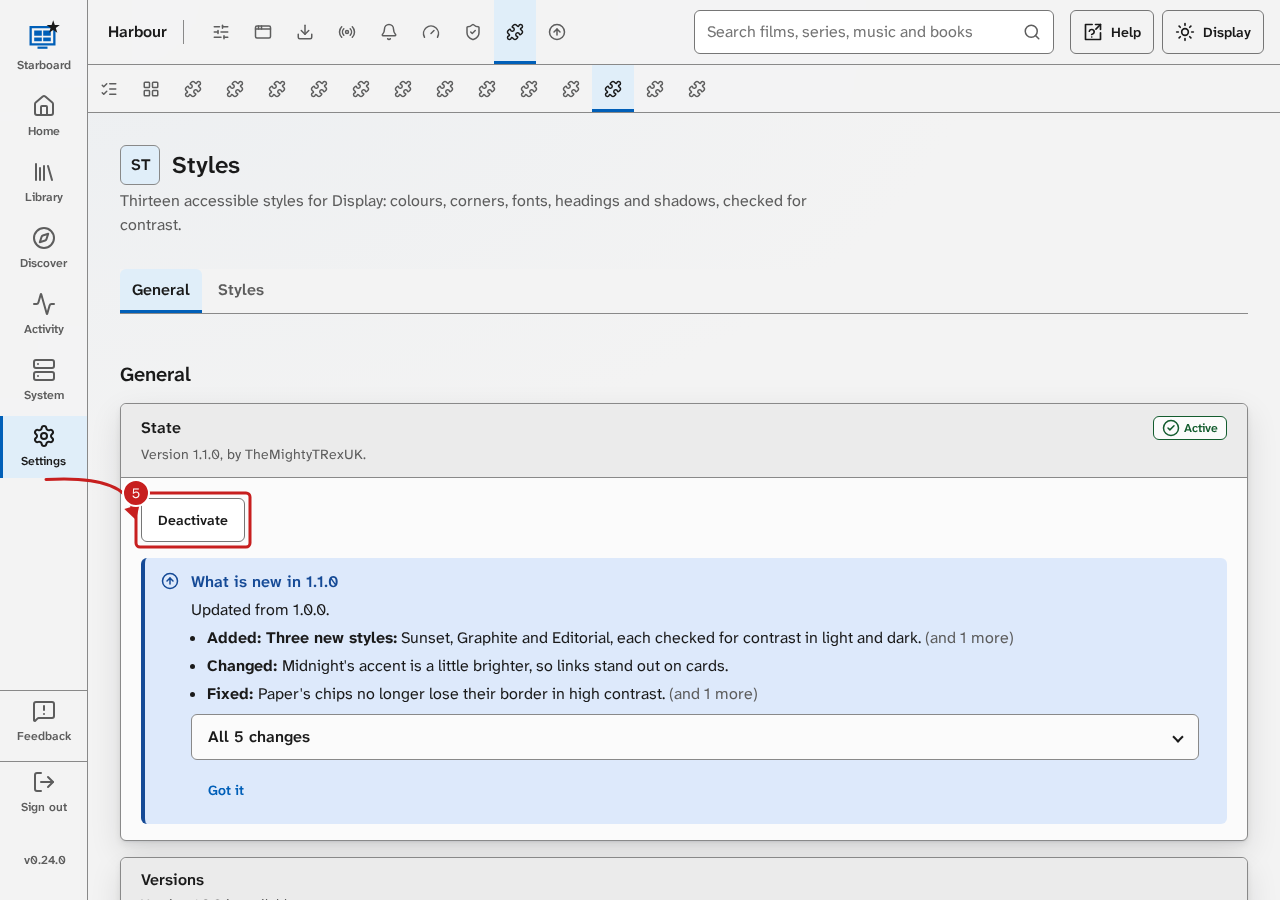 Starboard
Home
Library
Discover
Activity
System
Settings
Feedback
Sign out
v0.24.0
Harbour
Search films, series, music and books
Help
Display
ST
Styles
Thirteen accessible styles for Display: colours, corners, fonts, headings and shadows, checked for
contrast.
General
Styles
General
State
Version 1.1.0, by TheMightyTRexUK.
Active
5
Deactivate
What is new in 1.1.0
Updated from 1.0.0.
Added: Three new styles: Sunset, Graphite and Editorial, each checked for contrast in light and dark. (and 1 more)
Changed: Midnight's accent is a little brighter, so links stand out on cards.
Fixed: Paper's chips no longer lose their border in high contrast. (and 1 more)
All 5 changes
Got it
Versions